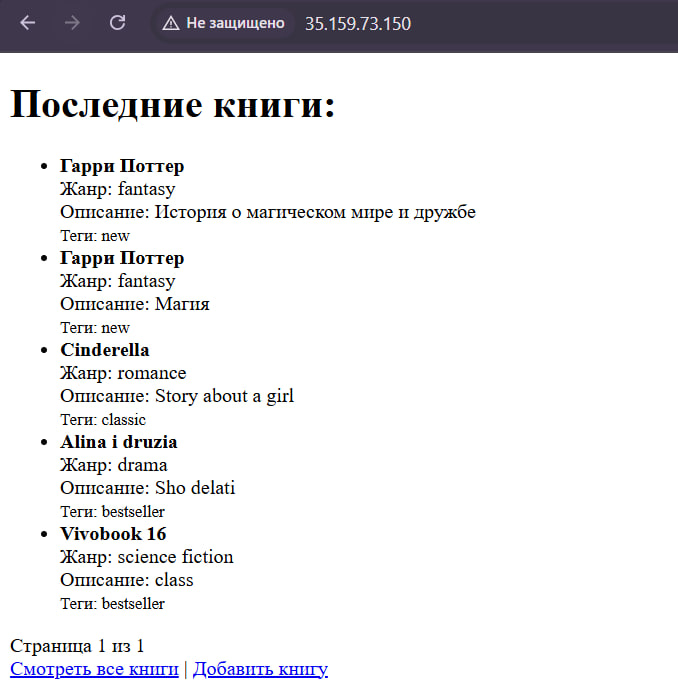 Не защищено 35.159.73.150
Последние книги:
Гарри Поттер
Жанр: fantasy
Описание: История о магическом мире и дружбе
Теги: new
Гарри Поттер
Жанр: fantasy
Описание: Магия
Теги: new
Cinderella
Жанр: romance
Описание: Story about a girl
Теги: classic
Alina i druzia
Жанр: drama
Описание: Sho delati
Теги: bestseller
Vivobook 16
Жанр: science fiction
Описание: class
Теги: bestseller
Страница 1 из 1
Смотреть все книги | Добавить книгу